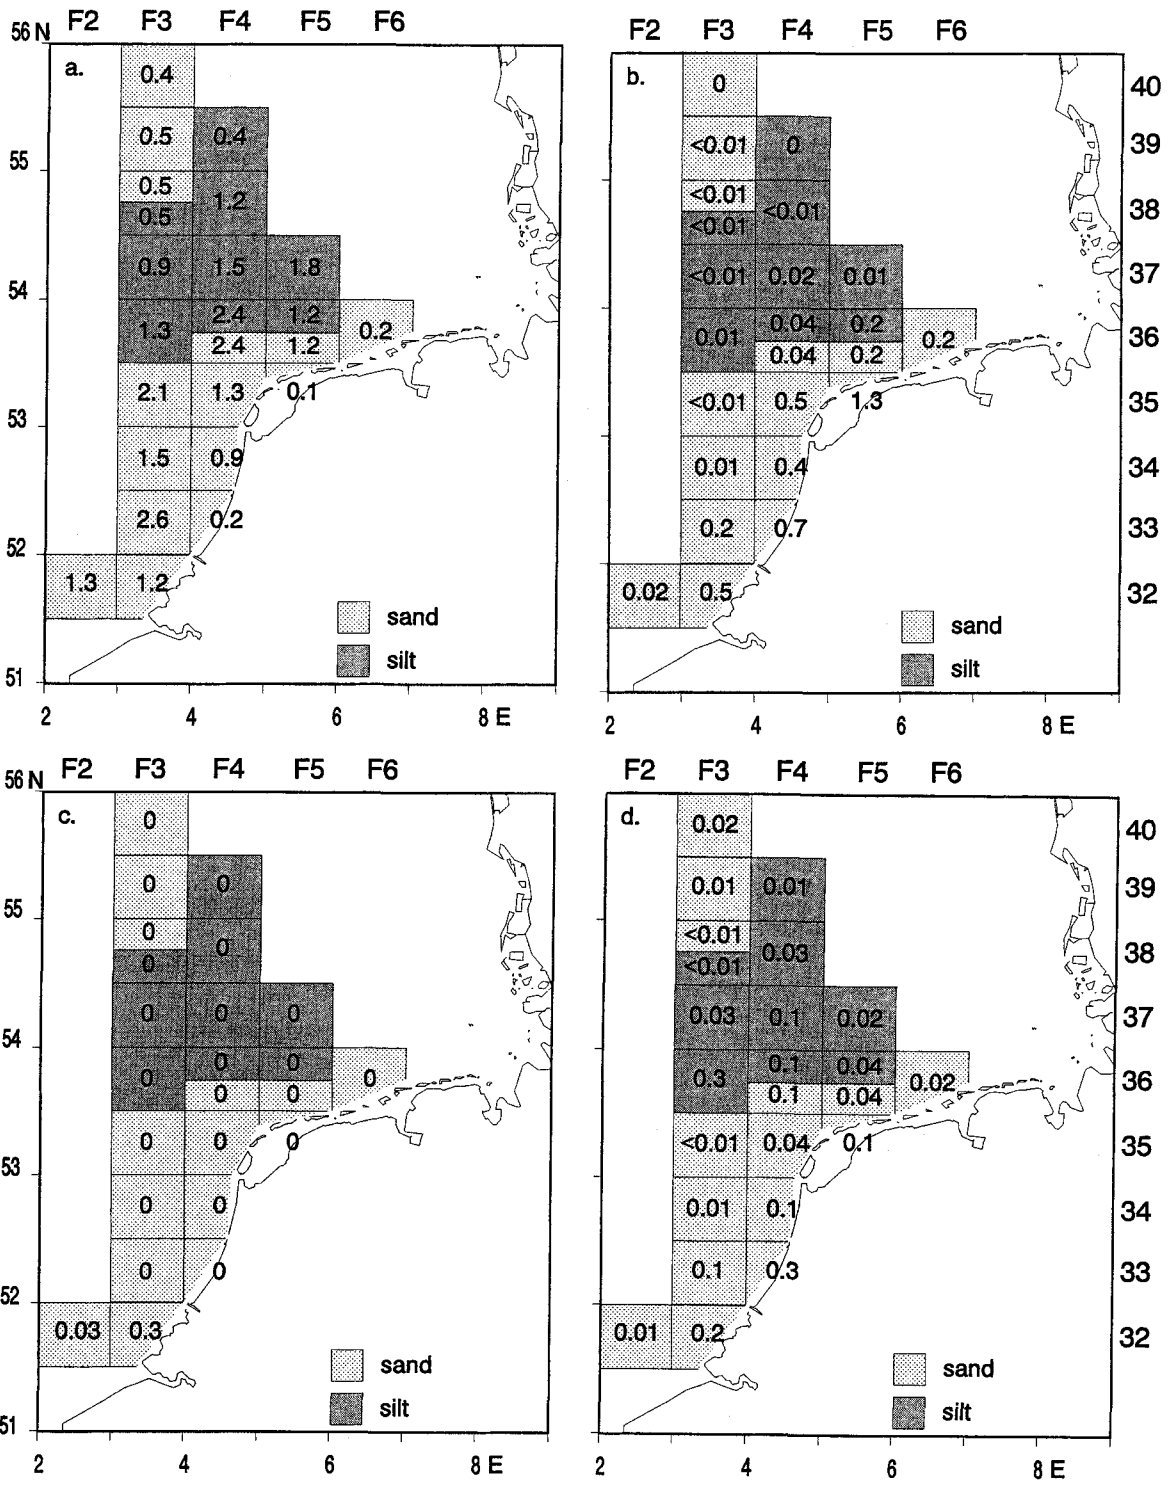 F2 F3 F4 F5 F6
56 N
a.
0.4
0.5 0.4
55
0.5
1.2
0.5
0.9 1.5 1.8
54
2.4 1.2
1.3 0.2
2.4 1.2
2.1 1.3 0.1
53
1.5 0.9
2.6 0.2
52
1.3 1.2
sand
silt
51
2 4 6 8 E
F2 F3 F4 F5 F6
b.
0 40
<0.01 0 39
<0.01
<0.01 38
<0.01
<0.01 0.02 0.01 37
0.04 0.2
0.01 0.2 36
0.04 0.2
<0.01 0.5 1.3 35
0.01 0.4 34
0.2 0.7 33
0.02 0.5 32
sand
silt
2 4 6 8 E
F2 F3 F4 F5 F6
56 N
c.
0
0 0
55
0
0
0
0 0 0
54
0 0
0 0
0 0
0 0 0
53
0 0
0 0
52
0.03 0.3
sand
silt
51
2 4 6 8 E
F2 F3 F4 F5 F6
d.
0.02 40
0.01 0.01 39
<0.01
0.03 38
<0.01
0.03 0.1 0.02 37
0.1 0.04
0.3 0.02 36
0.1 0.04
<0.01 0.04 0.1 35
0.01 0.1 34
0.1 0.3 33
0.01 0.2 32
sand
silt
2 4 6 8 E